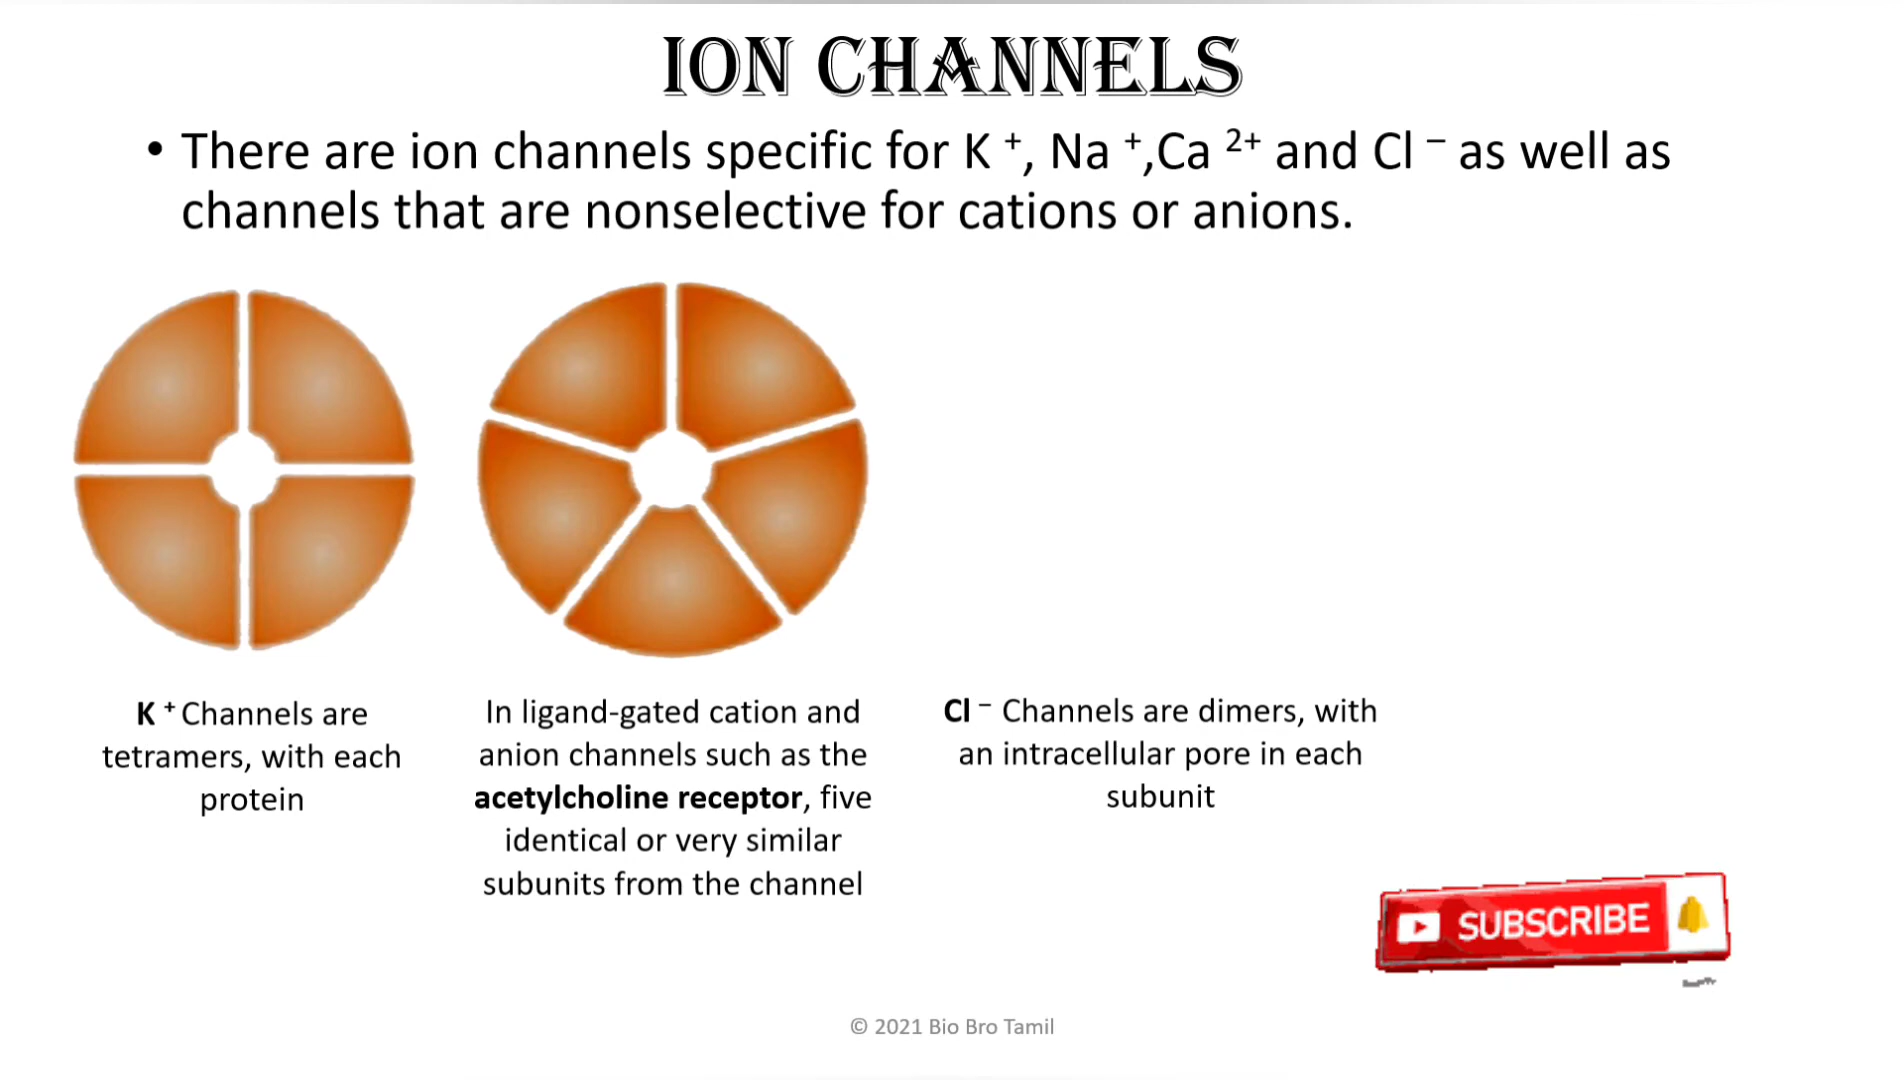 ION CHANNELS
• There are ion channels specific for K ⁺, Na ⁺,Ca ²⁺ and Cl ⁻ as well as
channels that are nonselective for cations or anions.
K ⁺ Channels are
tetramers, with each
protein
In ligand-gated cation and
anion channels such as the
acetylcholine receptor, five
identical or very similar
subunits from the channel
Cl ⁻ Channels are dimers, with
an intracellular pore in each
subunit
SUBSCRIBE
© 2021 Bio Bro Tamil